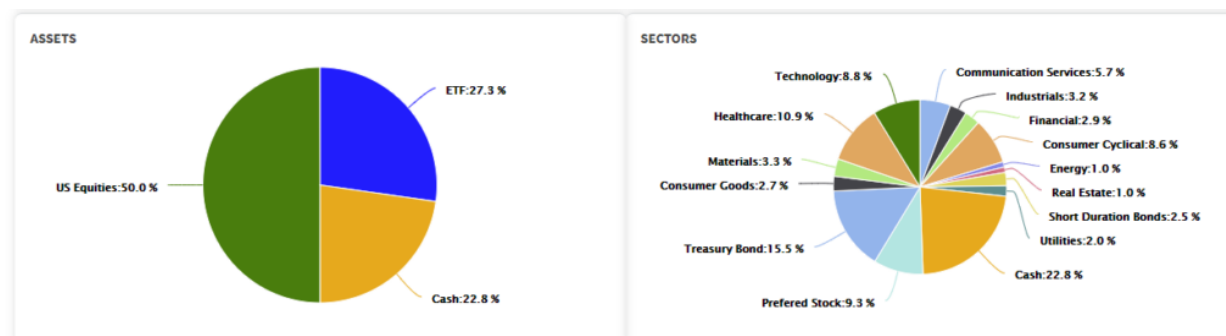 ASSETS
ETF:27.3 %
US Equities:50.0 %
Cash:22.8 %
SECTORS
Technology:8.8 %
Communication Services:5.7 %
Industrials:3.2 %
Healthcare:10.9 %
Financial:2.9 %
Consumer Cyclical:8.6 %
Materials:3.3 %
Energy:1.0 %
Consumer Goods:2.7 %
Real Estate:1.0 %
Short Duration Bonds:2.5 %
Utilities:2.0 %
Treasury Bond:15.5 %
Cash:22.8 %
Prefered Stock:9.3 %